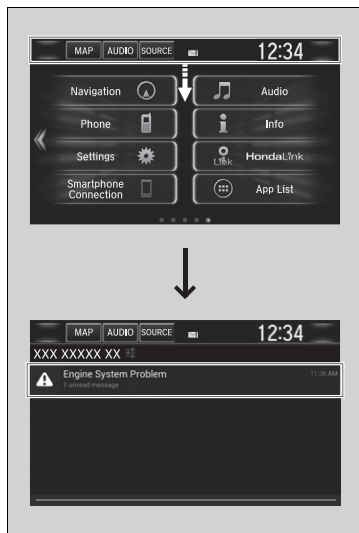 MAP AUDIO SOURCE 12:34
Navigation Audio
Phone Info
Settings Link HondaLink
Smartphone
Connection App List
MAP AUDIO SOURCE 12:34
XXX XXXXX XX
Engine System Problem 11:38 AM
1 unread message